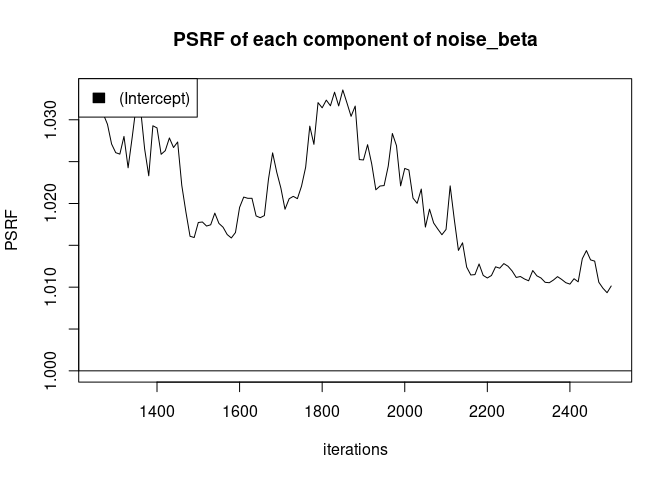 PSRF of each component of noise_beta
(Intercept)
PSRF
1.030
1.020
1.010
1.000
1400 1600 1800 2000 2200 2400
iterations